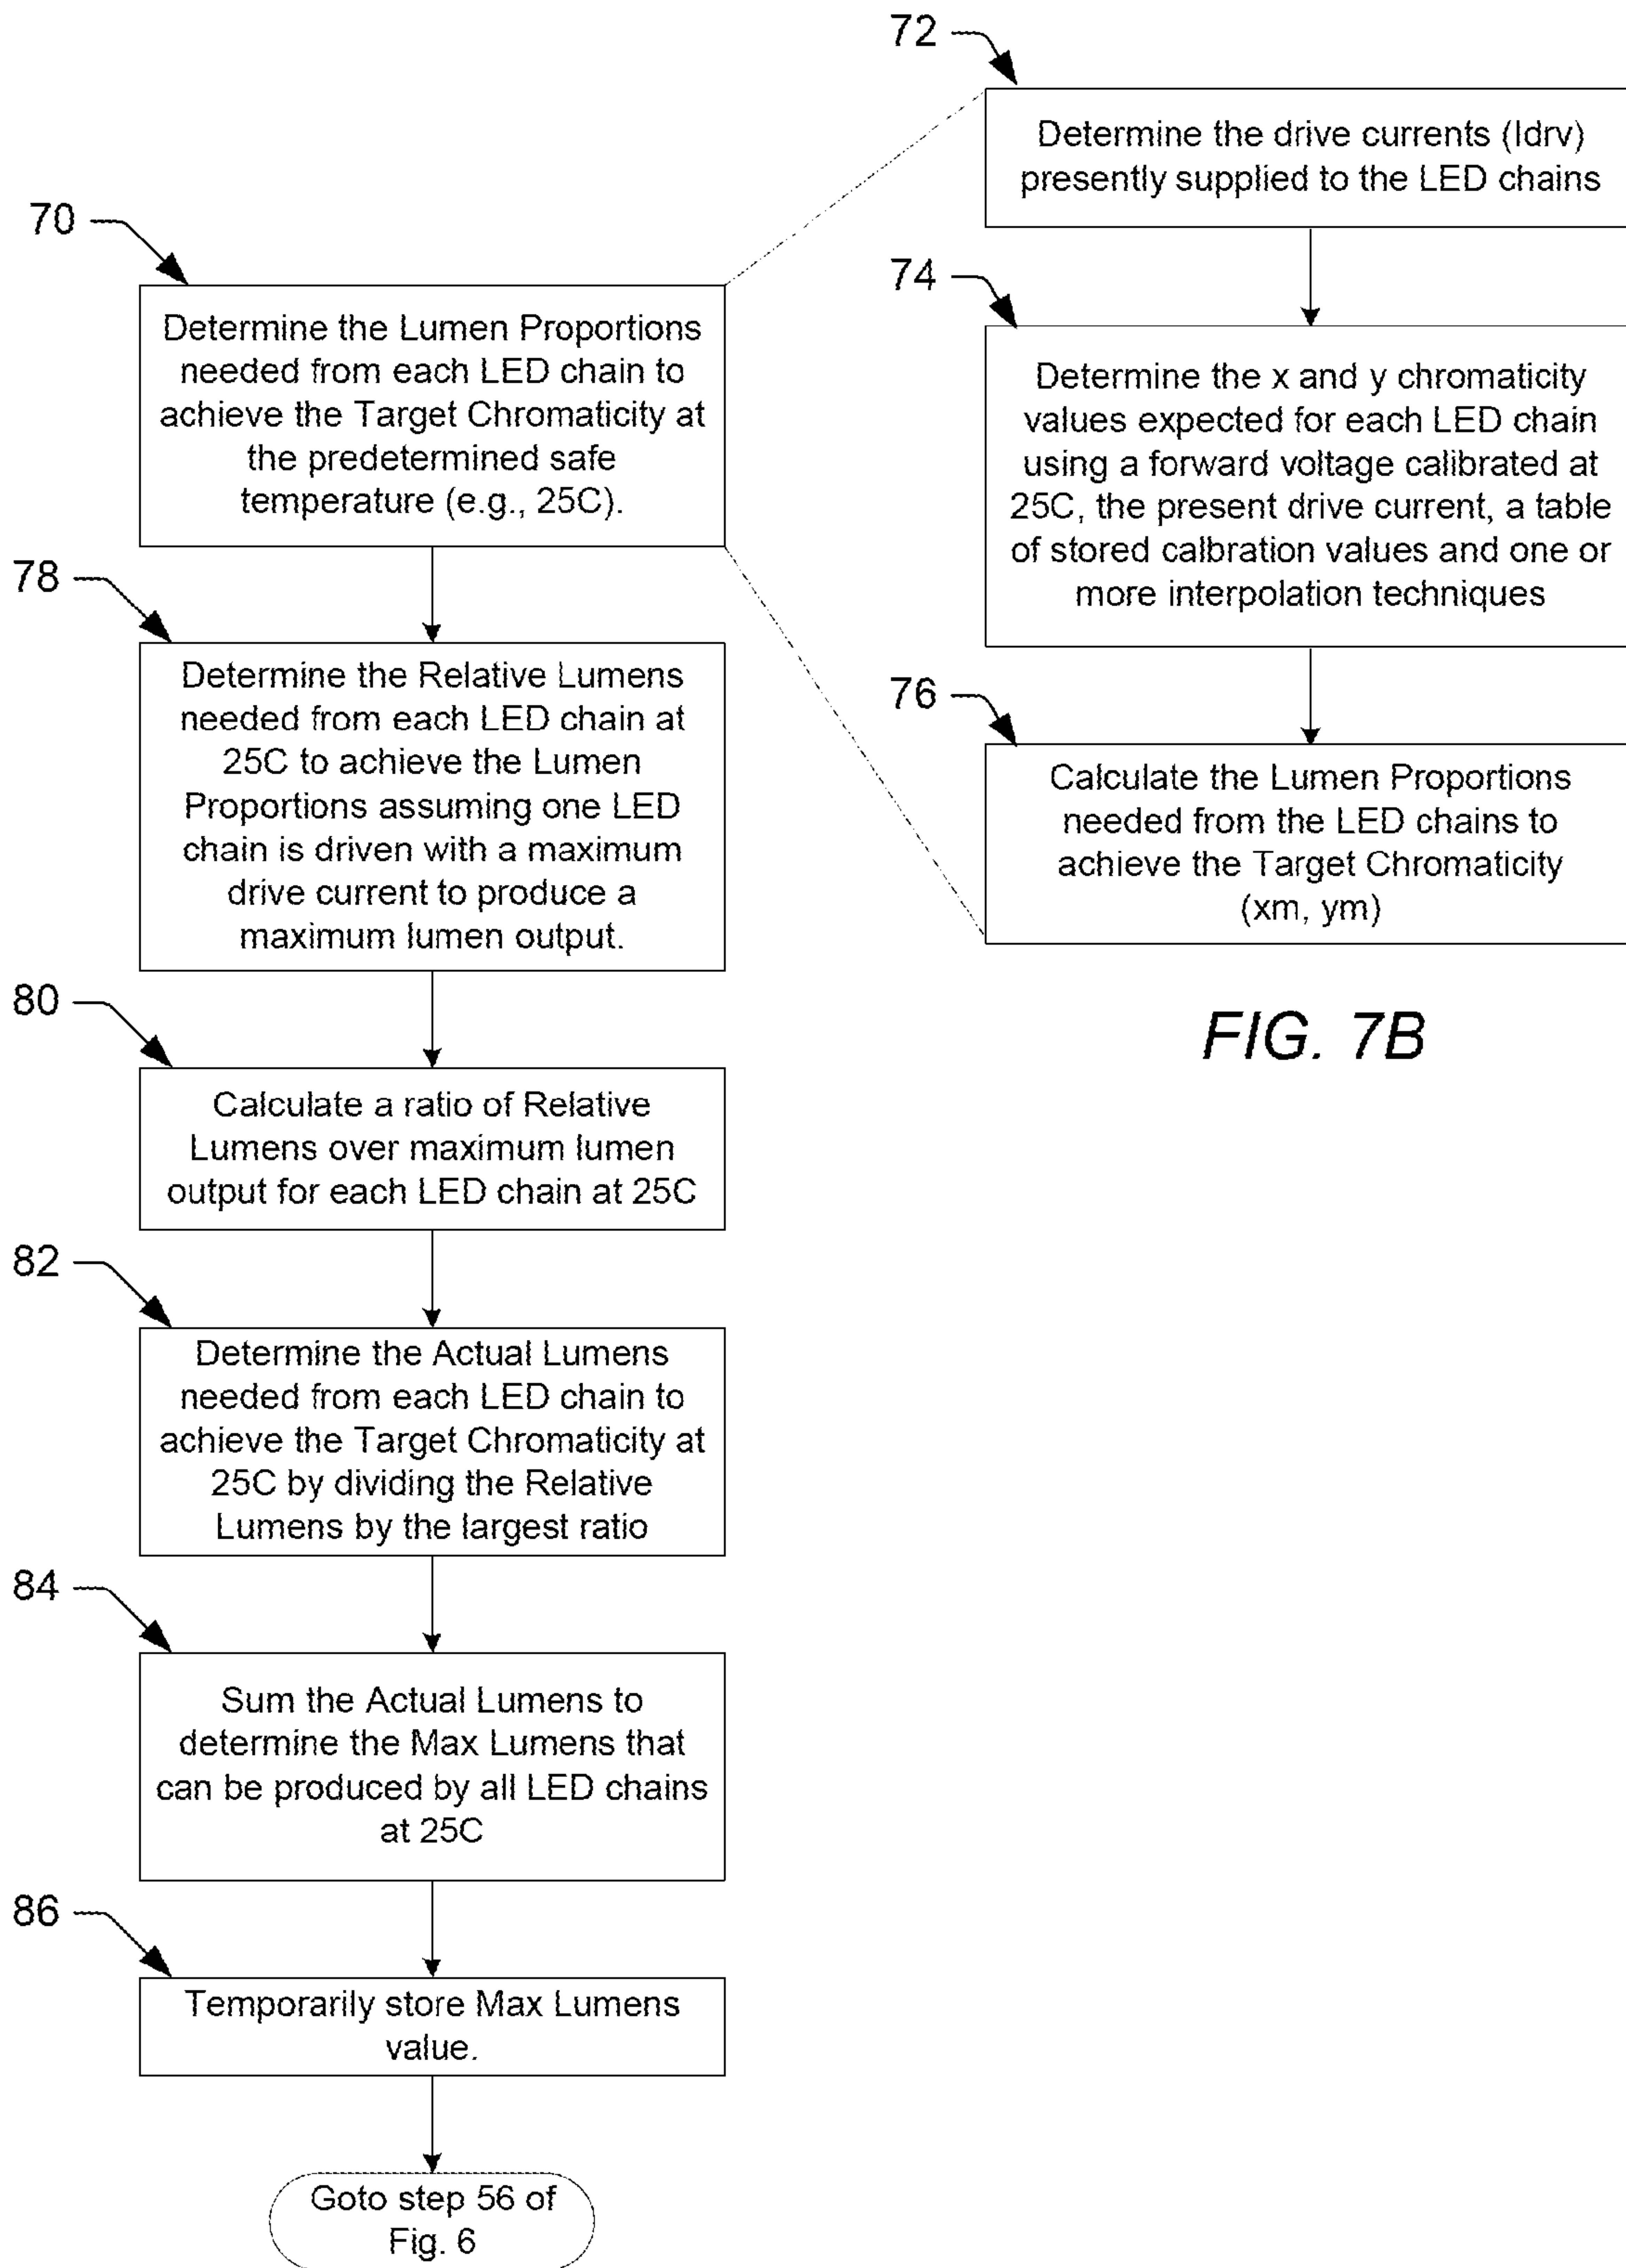 70
Determine the Lumen Proportions
needed from each LED chain to
achieve the Target Chromaticity at
the predetermined safe
temperature (e.g., 25C).
78
Determine the Relative Lumens
needed from each LED chain at
25C to achieve the Lumen
Proportions assuming one LED
chain is driven with a maximum
drive current to produce a
maximum lumen output.
80
Calculate a ratio of Relative
Lumens over maximum lumen
output for each LED chain at 25C
82
Determine the Actual Lumens
needed from each LED chain to
achieve the Target Chromaticity at
25C by dividing the Relative
Lumens by the largest ratio
84
Sum the Actual Lumens to
determine the Max Lumens that
can be produced by all LED chains
at 25C
86
Temporarily store Max Lumens
value.
Goto step 56 of
Fig. 6
72
Determine the drive currents (Idrv)
presently supplied to the LED chains
74
Determine the x and y chromaticity
values expected for each LED chain
using a forward voltage calibrated at
25C, the present drive current, a table
of stored calbration values and one or
more interpolation techniques
76
Calculate the Lumen Proportions
needed from the LED chains to
achieve the Target Chromaticity
(xm, ym)
FIG. 7B